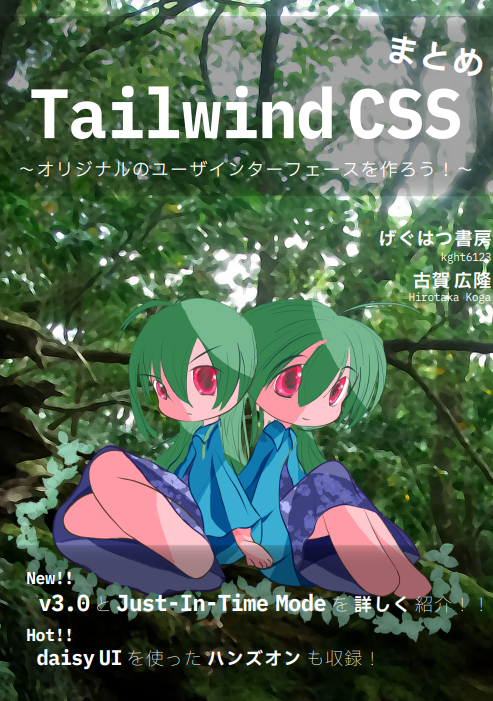 まとめ
Tailwind CSS
～オリジナルのユーザインターフェースを作ろう！～
げぐはつ書房
kght6123
古賀 広隆
Hirotaka Koga
New!!
v3.0 と Just-In-Time Mode を 詳しく 紹介！！
Hot!!
daisy UI を使った ハンズオン も収録！